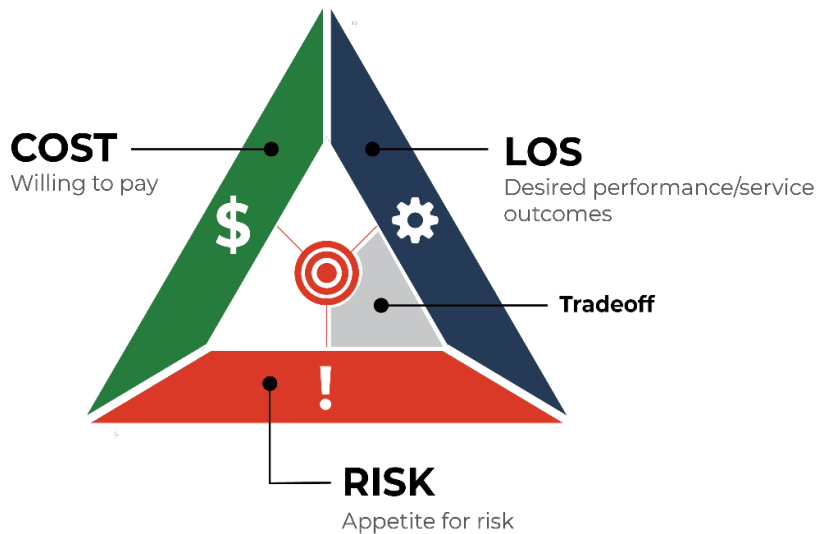 COST
Willing to pay
$
LOS
Desired performance/service
outcomes
Tradeoff
!
RISK
Appetite for risk